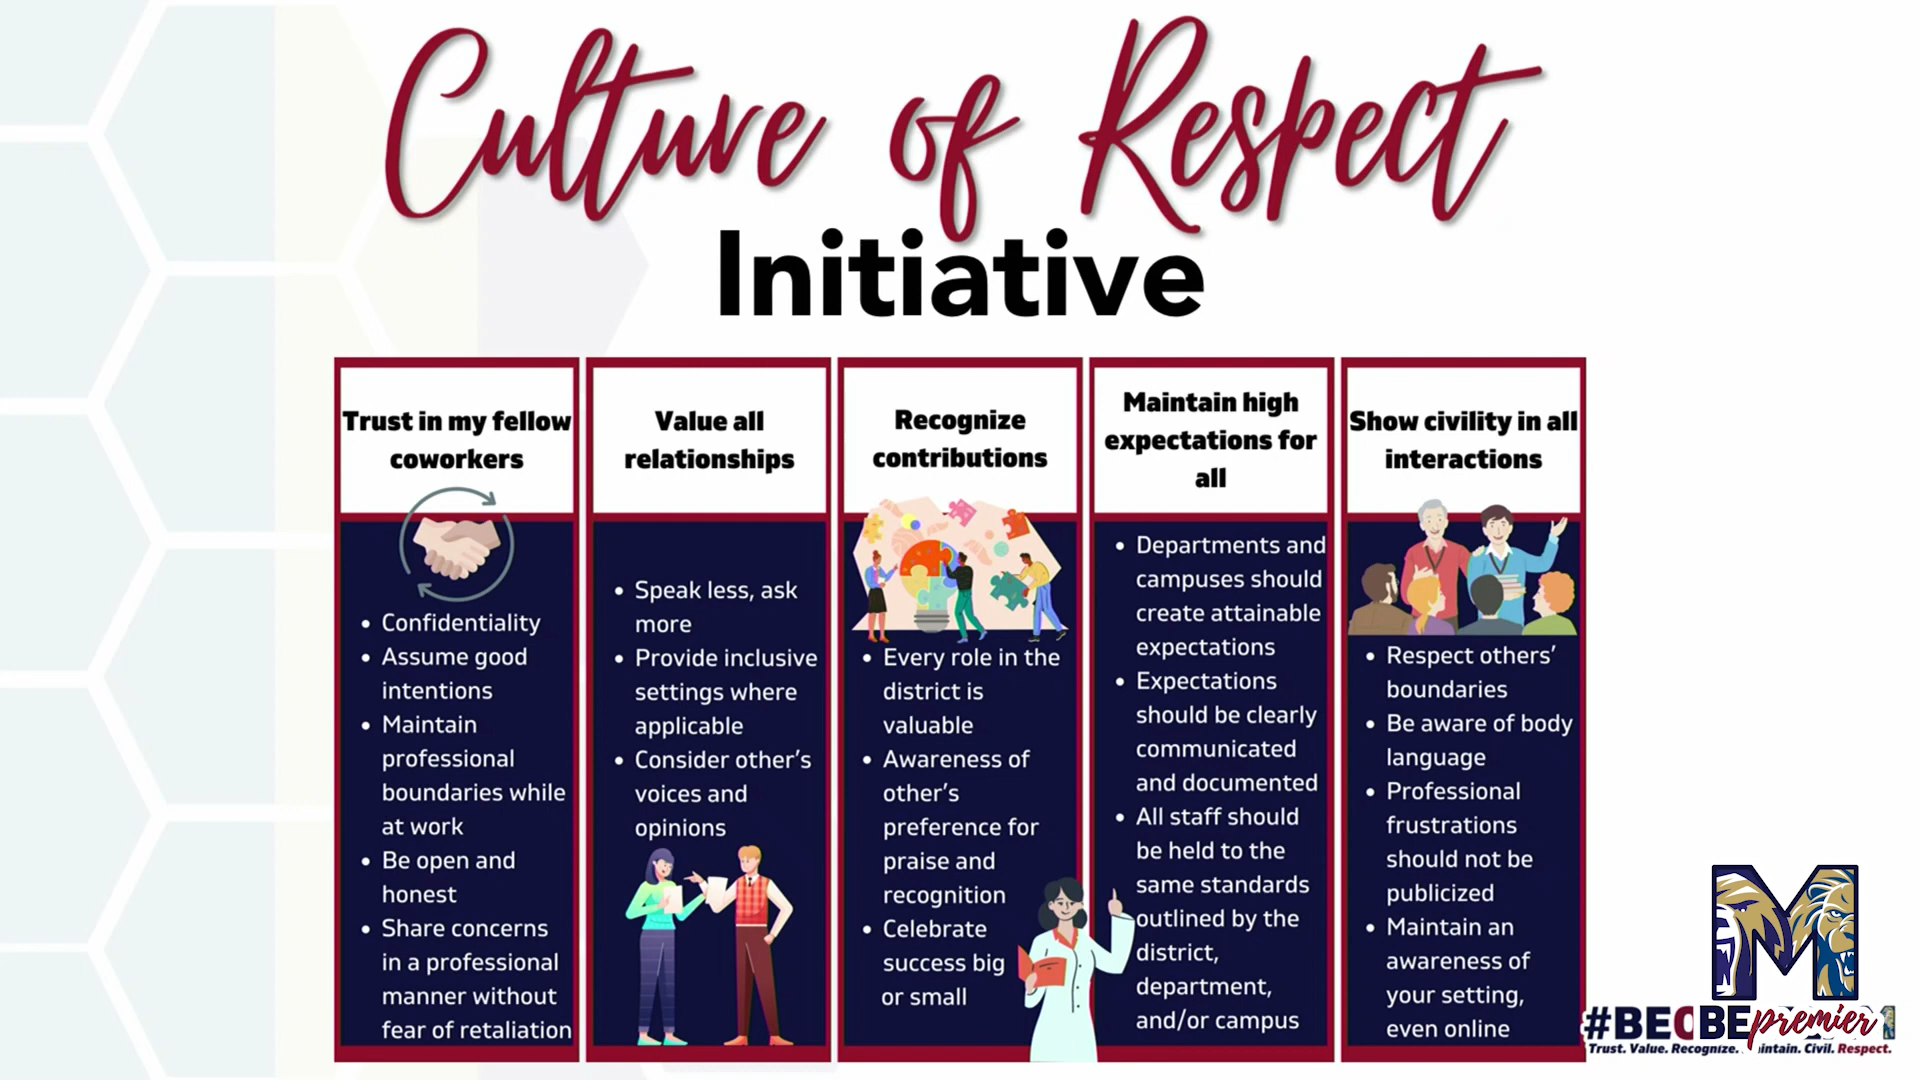 Culture of Respect
Initiative
Trust in my fellow
coworkers
• Confidentiality
• Assume good
intentions
• Maintain
professional
boundaries while
at work
• Be open and
honest
• Share concerns
in a professional
manner without
fear of retaliation
Value all
relationships
• Speak less, ask
more
• Provide inclusive
settings where
applicable
• Consider other's
voices and
opinions
Recognize
contributions
• Every role in the
district is
valuable
• Awareness of
other's
preference for
praise and
recognition
• Celebrate
success big
or small
Maintain high
expectations for
all
• Departments and
campuses should
create attainable
expectations
• Expectations
should be clearly
communicated
and documented
• All staff should
be held to the
same standards
outlined by the
district,
department,
and/or campus
Show civility in all
interactions
• Respect others'
boundaries
• Be aware of body
language
• Professional
frustrations
should not be
publicized
• Maintain an
awareness of
your setting,
even online
M
BEpremier
Trust. Value. Recognize. Civil. Respect.